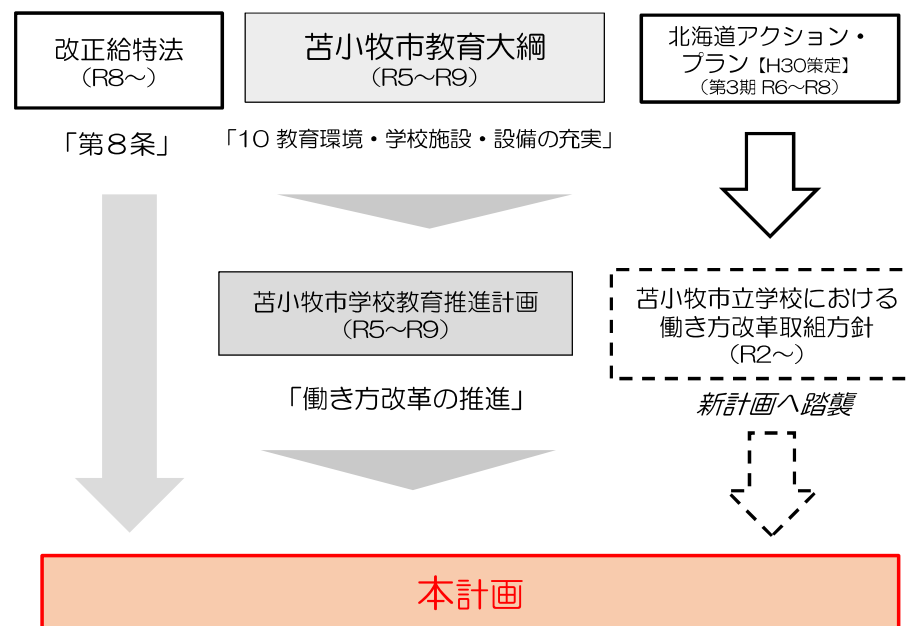 改正給特法
（R8～）
苫小牧市教育大綱
（R5～R9）
北海道アクション・
プラン【H30策定】
（第3期 R6～R8）
「第８条」
「10 教育環境・学校施設・設備の充実」
苫小牧市学校教育推進計画
（R5～R9）
苫小牧市立学校における
働き方改革取組方針
（R2～）
「働き方改革の推進」
新計画へ踏襲
本計画